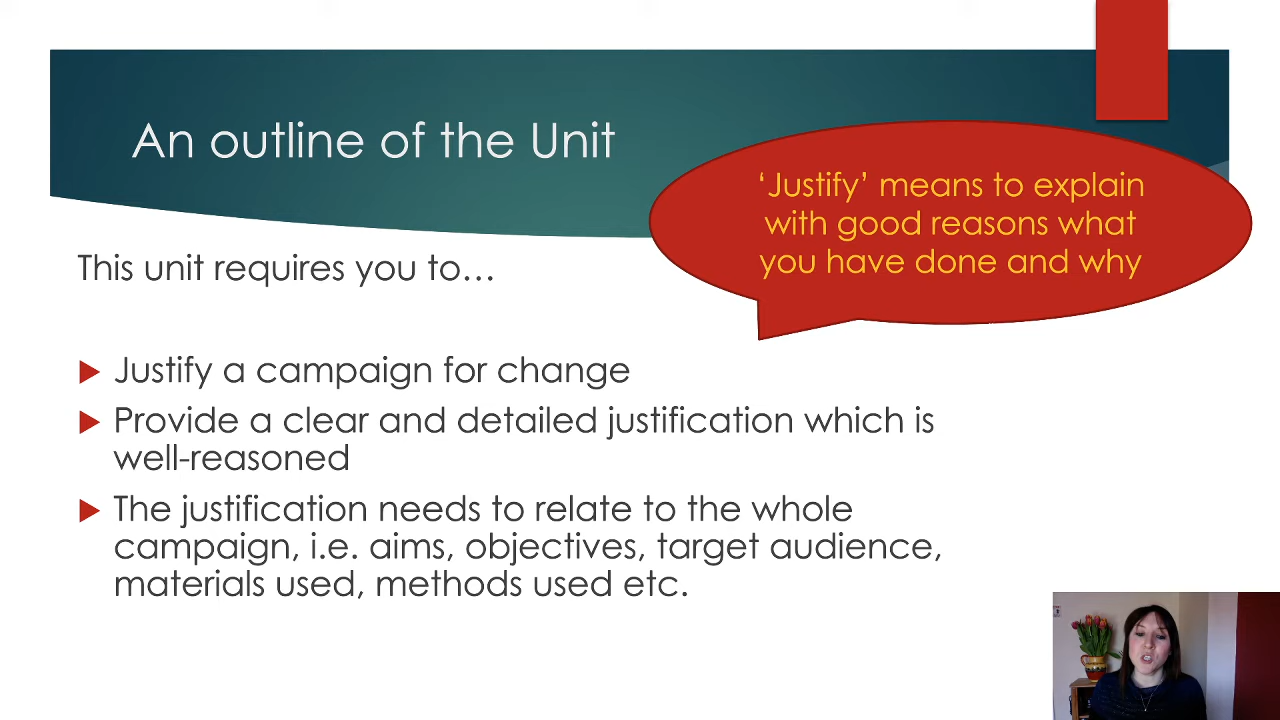 An outline of the Unit
‘Justify’ means to explain
with good reasons what
you have done and why
This unit requires you to…
Justify a campaign for change
Provide a clear and detailed justification which is
well-reasoned
The justification needs to relate to the whole
campaign, i.e. aims, objectives, target audience,
materials used, methods used etc.